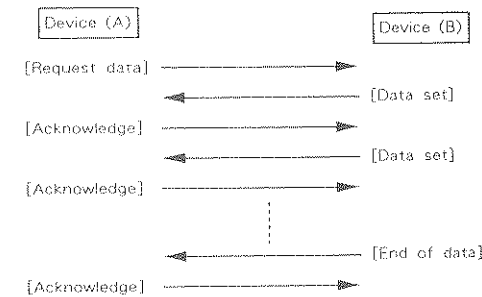 Device (A)
Device (B)
[Request data]
[Data set]
[Acknowledge]
[Data set]
[Acknowledge]
[End of data]
[Acknowledge]